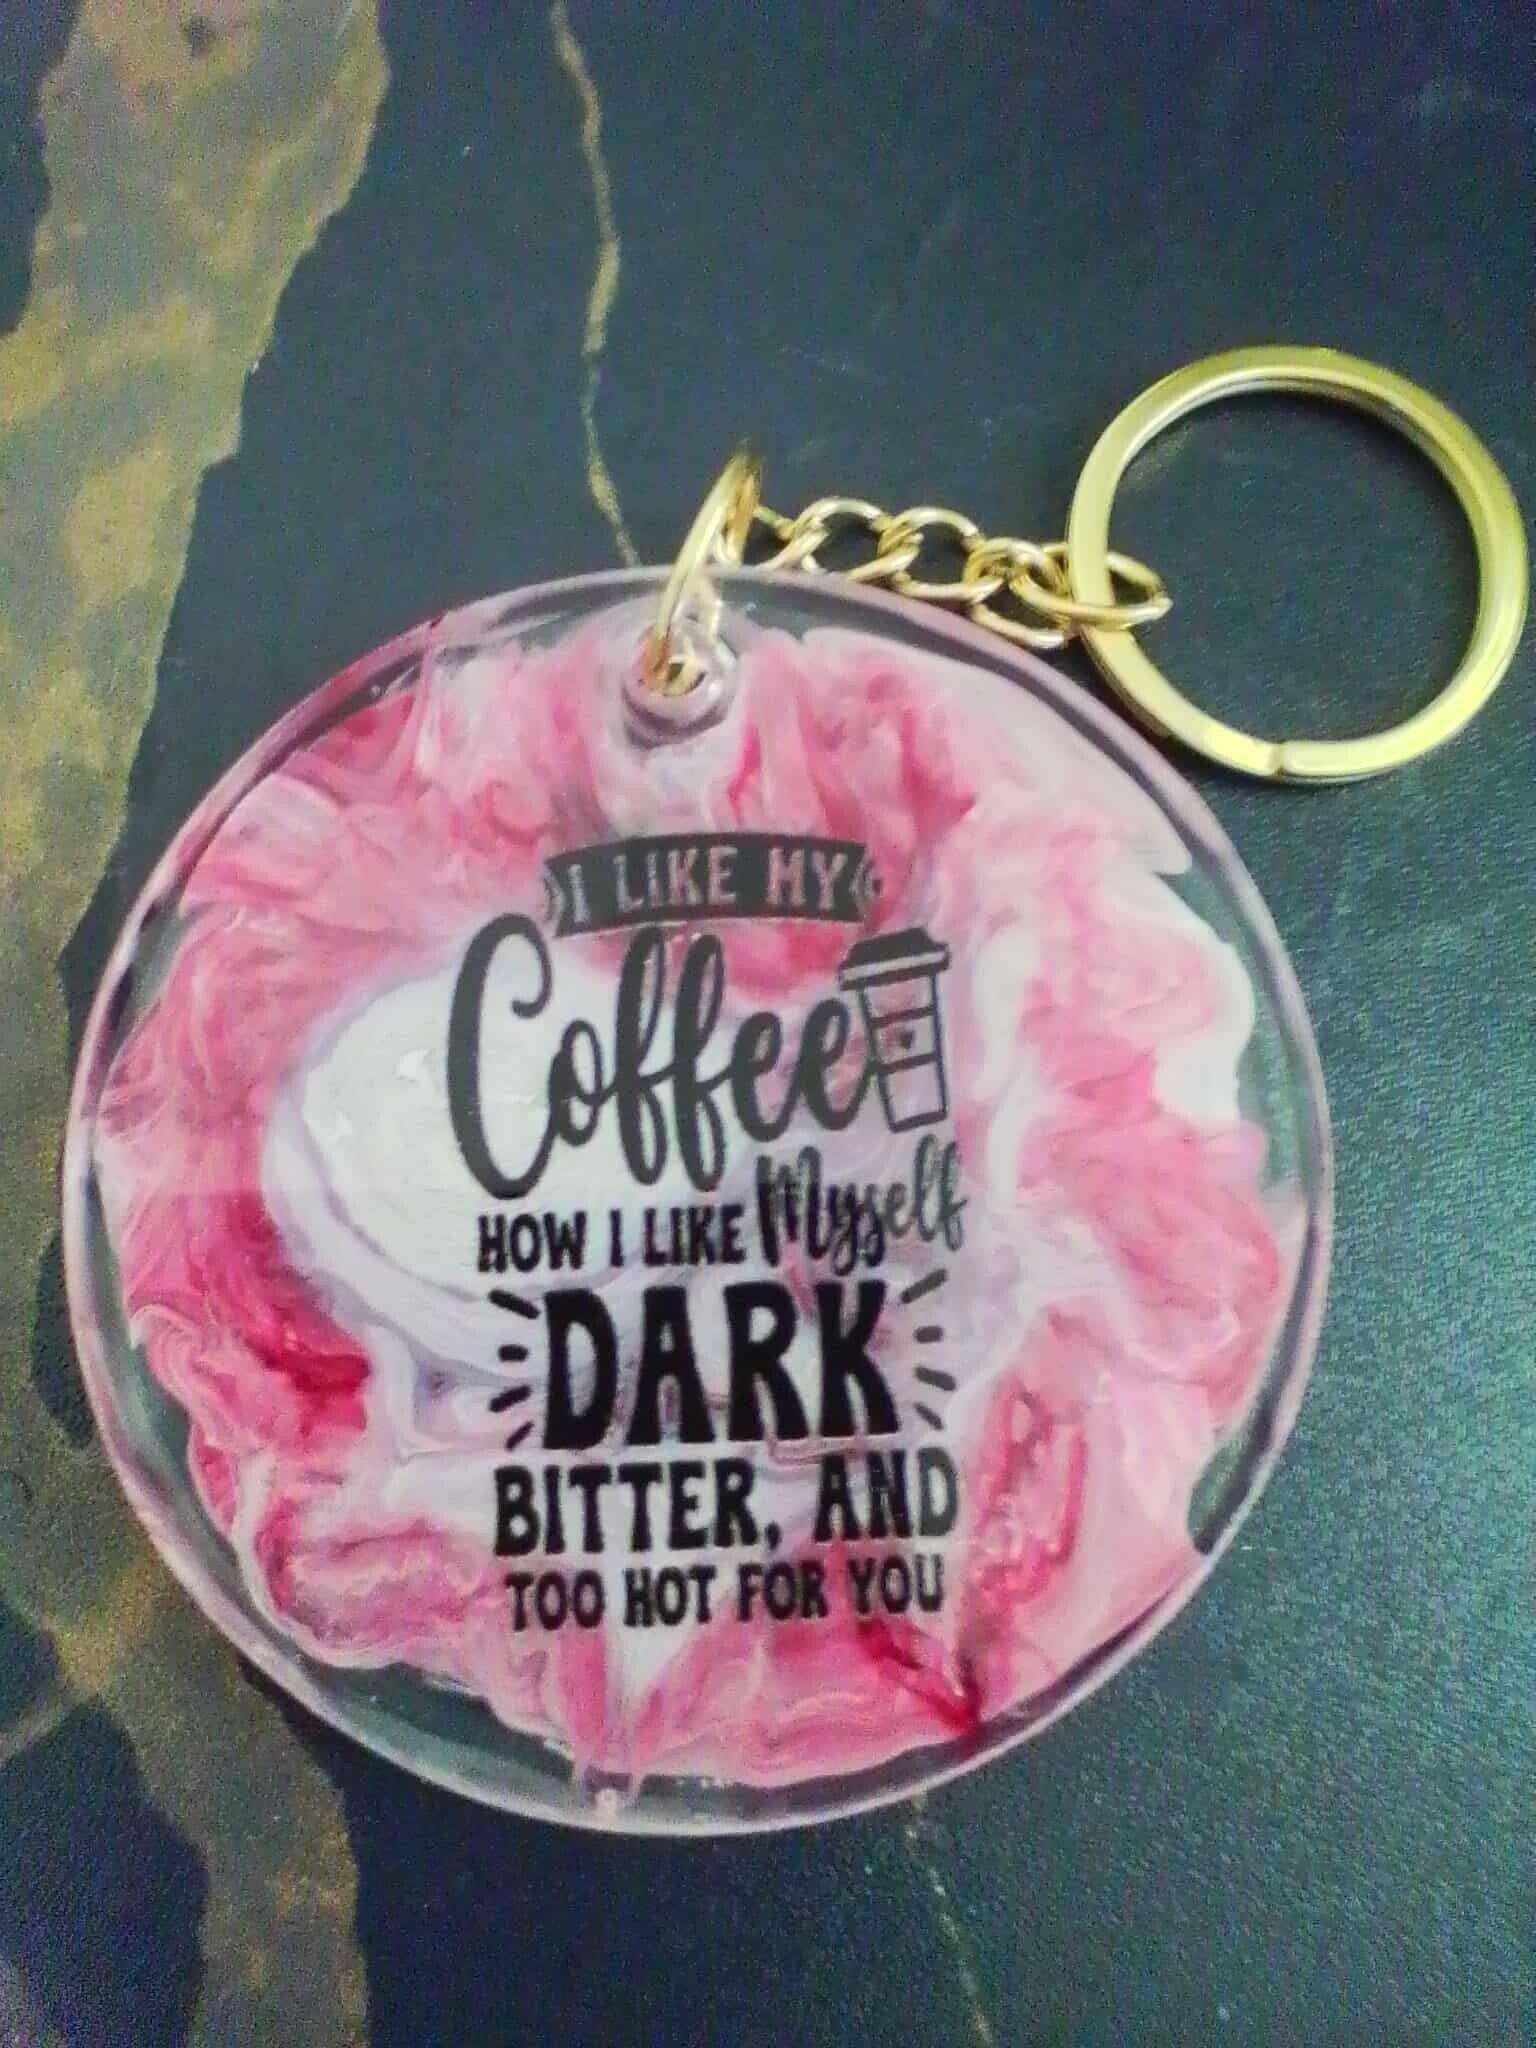 I LIKE MY
Coffee
HOW I LIKE Myself
DARK
BITTER, AND
TOO HOT FOR YOU